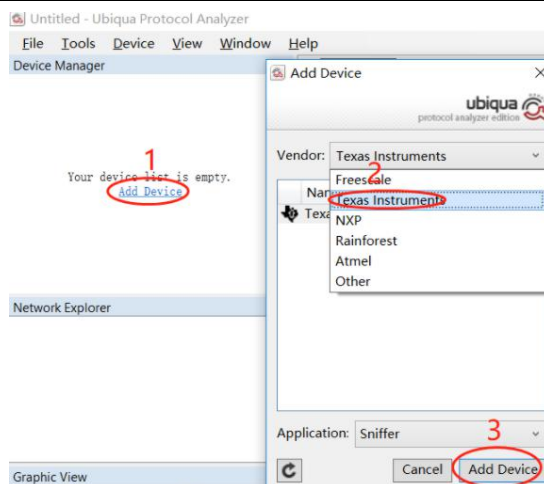 Untitled - Ubiqua Protocol Analyzer
File Tools Device View Window Help
Device Manager
1
Your device list is empty.
Add Device
Network Explorer
Graphic View
Add Device
ubiqua
protocol analyzer edition
Vendor: Texas Instruments
2
Freescale
Texas Instruments
NXP
Rainforest
Atmel
Other
Application: Sniffer
3
Cancel Add Device